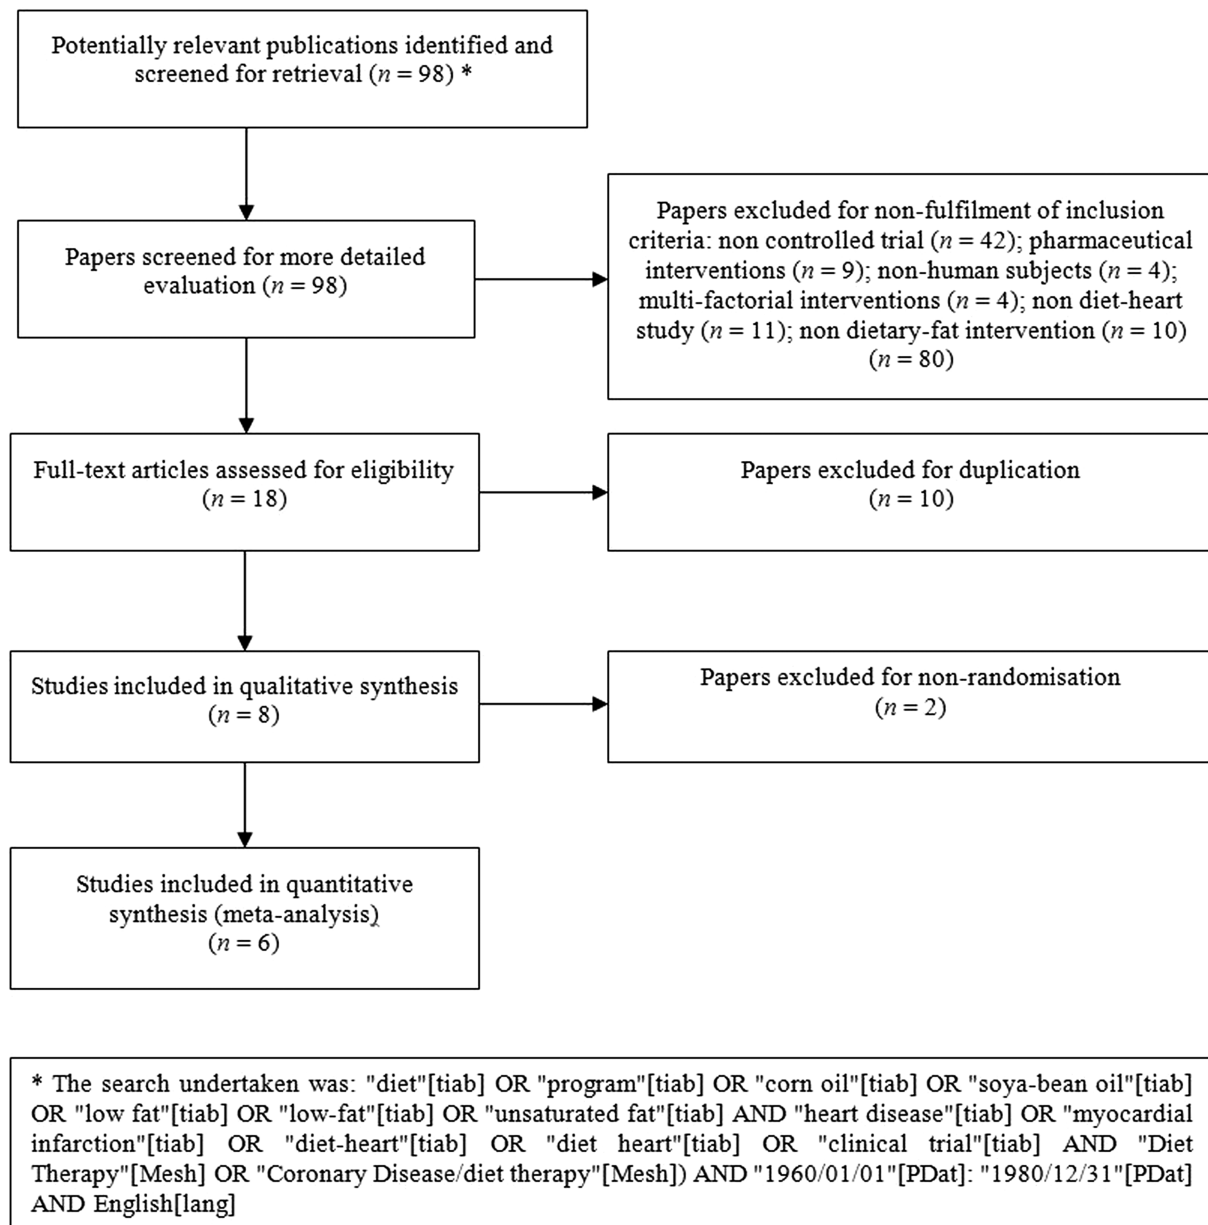 Potentially relevant publications identified and
screened for retrieval (n = 98) *
Papers screened for more detailed
evaluation (n = 98)
Papers excluded for non-fulfilment of inclusion
criteria: non controlled trial (n = 42); pharmaceutical
interventions (n = 9); non-human subjects (n = 4);
multi-factorial interventions (n = 4); non diet-heart
study (n = 11); non dietary-fat intervention (n = 10)
(n = 80)
Full-text articles assessed for eligibility
(n = 18)
Papers excluded for duplication
(n = 10)
Studies included in qualitative synthesis
(n = 8)
Papers excluded for non-randomisation
(n = 2)
Studies included in quantitative
synthesis (meta-analysis)
(n = 6)
* The search undertaken was: "diet"[tiab] OR "program"[tiab] OR "corn oil"[tiab] OR "soya-bean oil"[tiab]
OR "low fat"[tiab] OR "low-fat"[tiab] OR "unsaturated fat"[tiab] AND "heart disease"[tiab] OR "myocardial
infarction"[tiab] OR "diet-heart"[tiab] OR "diet heart"[tiab] OR "clinical trial"[tiab] AND "Diet
Therapy"[Mesh] OR "Coronary Disease/diet therapy"[Mesh]) AND "1960/01/01"[PDat]: "1980/12/31"[PDat]
AND English[lang]